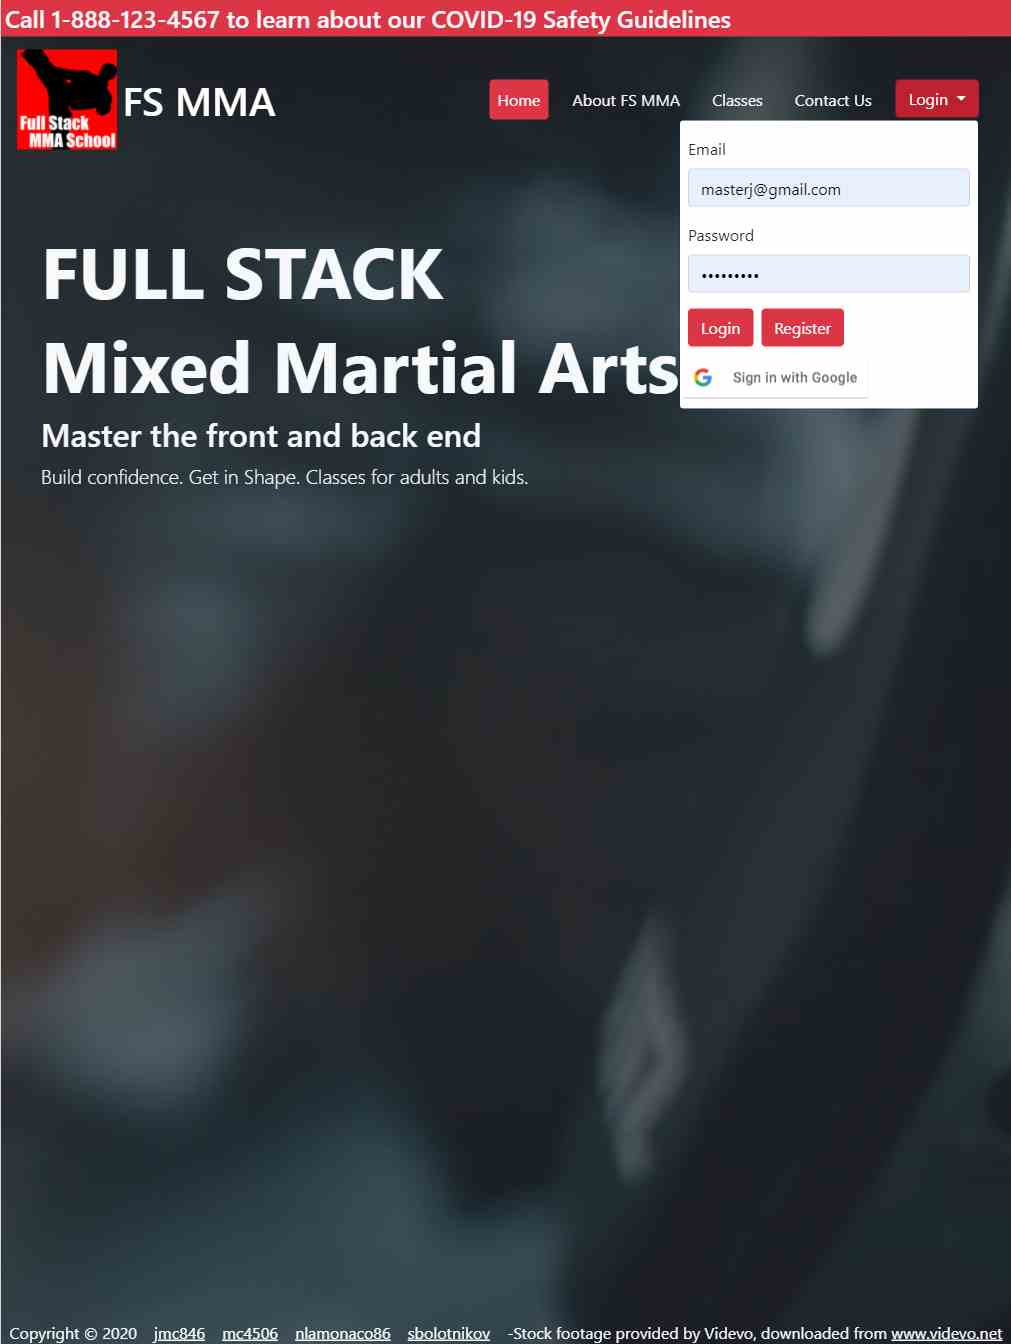 Call 1-888-123-4567 to learn about our COVID-19 Safety Guidelines
Full Stack
MMA School
FS MMA
Home
About FS MMA
Classes
Contact Us
Login
Email
masterj@gmail.com
Password
•••••••••
Login
Register
Sign in with Google
FULL STACK
Mixed Martial Arts
Master the front and back end
Build confidence. Get in Shape. Classes for adults and kids.
Copyright © 2020 jmc846 mc4506 nlamonaco86 sbolotnikov -Stock footage provided by Videvo, downloaded from www.videvo.net